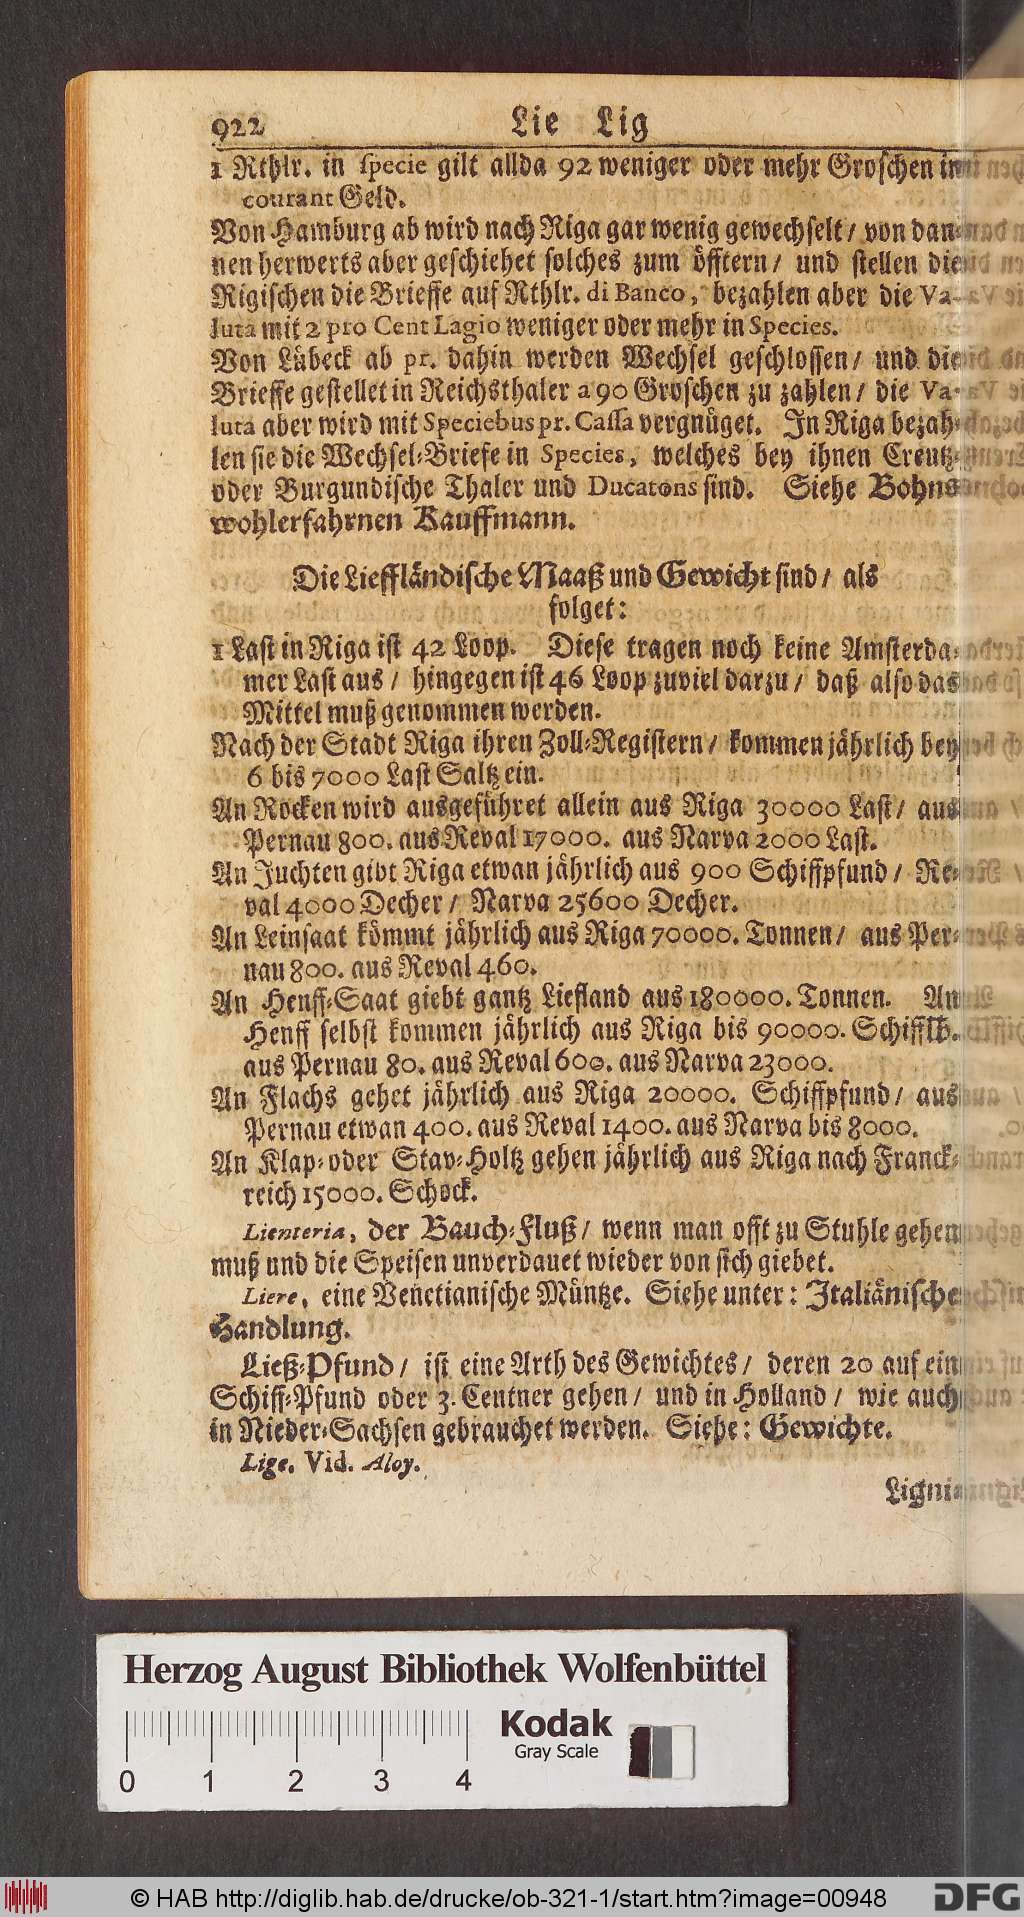 922 Lie Lig
1 Rthlr. in specie gilt allda 92 weniger oder mehr Groschen in
courant Geld.
Von Hamburg ab wird nach Riga gar wenig gewechselt/ von dan-
nen herwerts aber geschiehet solches zum öfftern/ und stellen die
Rigischen die Brieffe auf Rthlr. di Banco, bezahlen aber die Va-
luta mit 2 pro Cent Lagio weniger oder mehr in Species.
Von Lübeck ab pr. dahin werden Wechsel geschlossen/ und die
Brieffe gestellet in Reichsthaler a 90 Groschen zu zahlen/ die Va-
luta aber wird mit Speciebus pr. Cassa vergnüget. In Riga bezah-
len sie die Wechsel-Briefe in Species, welches bey ihnen Creutz-
oder Burgundische Thaler und Ducatons sind. Siehe Bohns
wohlerfahrnen Kauffmann.
Die Liefländische Maaß und Gewicht sind/ als
folget:
1 Last in Riga ist 42 Loop. Diese tragen noch keine Amsterda-
mer Last aus/ hingegen ist 46 Loop zuviel darzu/ daß also das
Mittel muß genommen werden.
Nach der Stadt Riga ihren Zoll-Registern/ kommen jährlich bey
6 bis 7000 Last Saltz ein.
An Rocken wird ausgeführet allein aus Riga 30000 Last/ aus
Pernau 800. aus Reval 17000. aus Narva 2000 Last.
An Juchten gibt Riga etwan jährlich aus 900 Schiffpfund/ Re-
val 4000 Decher/ Narva 25600 Decher.
An Leinsaat kömmt jährlich aus Riga 70000. Tonnen/ aus Per-
nau 800. aus Reval 460.
An Henff-Saat giebt gantz Liefland aus 180000. Tonnen. An
Henff selbst kommen jährlich aus Riga bis 90000. Schifflb.
aus Pernau 80. aus Reval 600. aus Narva 23000.
An Flachs gehet jährlich aus Riga 20000. Schiffpfund/ aus
Pernau etwan 400. aus Reval 1400. aus Narva bis 8000.
An Klap- oder Stav-Holtz gehen jährlich aus Riga nach Franck-
reich 15000. Schock.
Lienteria, der Bauch-Fluß/ wenn man offt zu Stuhle gehen
muß und die Speisen unverdauet wieder von sich giebet.
Liere, eine Venetianische Müntze. Siehe unter: Italiänische
Handlung.
Ließ-Pfund/ ist eine Arth des Gewichtes/ deren 20 auf ein
Schiff-Pfund oder 3. Centner gehen/ und in Holland/ wie auch
in Nieder-Sachsen gebrauchet werden. Siehe: Gewichte.
Lige. Vid. Aloy.
Ligni-
Herzog August Bibliothek Wolfenbüttel
Kodak
Gray Scale
0 1 2 3 4
© HAB http://diglib.hab.de/drucke/ob-321-1/start.htm?image=00948
DFG